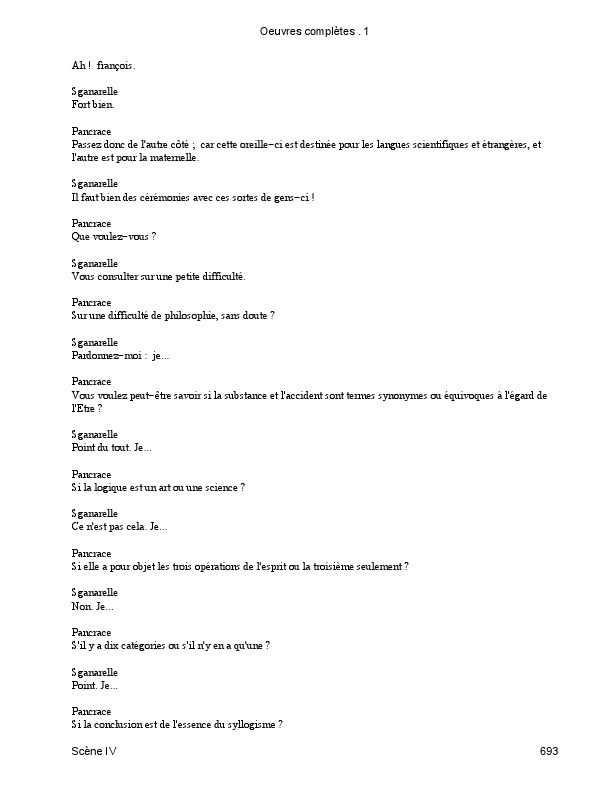 Oeuvres complètes . 1
Ah !  françois.
Sganarelle
Fort bien.
Pancrace
Passez donc de l'autre côté ;  car cette oreille−ci est destinée pour les langues scientifiques et étrangères, et
l'autre est pour la maternelle.
Sganarelle
Il faut bien des cérémonies avec ces sortes de gens−ci !
Pancrace
Que voulez−vous ?
Sganarelle
Vous consulter sur une petite difficulté.
Pancrace
Sur une difficulté de philosophie, sans doute ?
Sganarelle
Pardonnez−moi :  je...
Pancrace
Vous voulez peut−être savoir si la substance et l'accident sont termes synonymes ou équivoques à l'égard de
l'Etre ?
Sganarelle
Point du tout. Je...
Pancrace
Si la logique est un art ou une science ?
Sganarelle
Ce n'est pas cela. Je...
Pancrace
Si elle a pour objet les trois opérations de l'esprit ou la troisième seulement ?
Sganarelle
Non. Je...
Pancrace
S'il y a dix catégories ou s'il n'y en a qu'une ?
Sganarelle
Point. Je...
Pancrace
Si la conclusion est de l'essence du syllogisme ?
Scène IV 693